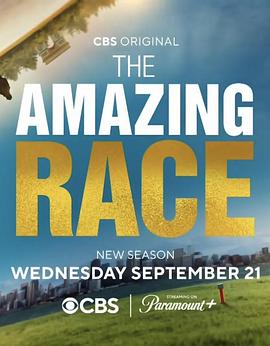 CBS ORIGINAL
THE
AMAZING
RACE
NEW SEASON
WEDNESDAY SEPTEMBER 21
CBS
STREAMING ON
Paramount+